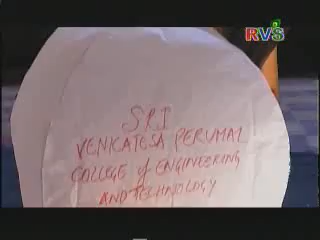 RVS
SRI
VENKATESA PERUMAL
COLLEGE of ENGINEERING
AND TECHNOLOGY